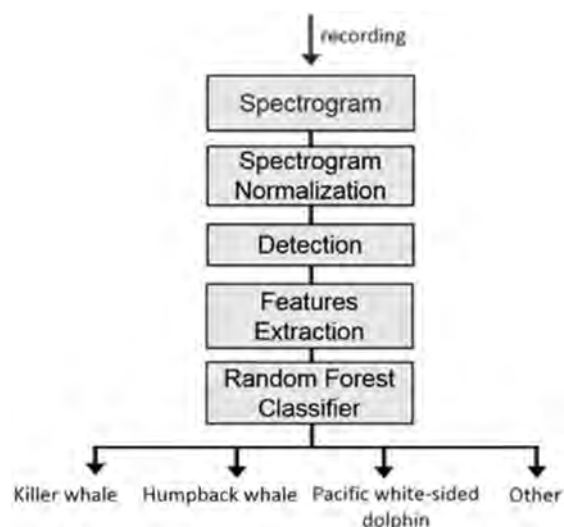 recording
Spectrogram
Spectrogram
Normalization
Detection
Features
Extraction
Random Forest
Classifier
Killer whale Humpback whale Pacific white-sided Other
dolphin